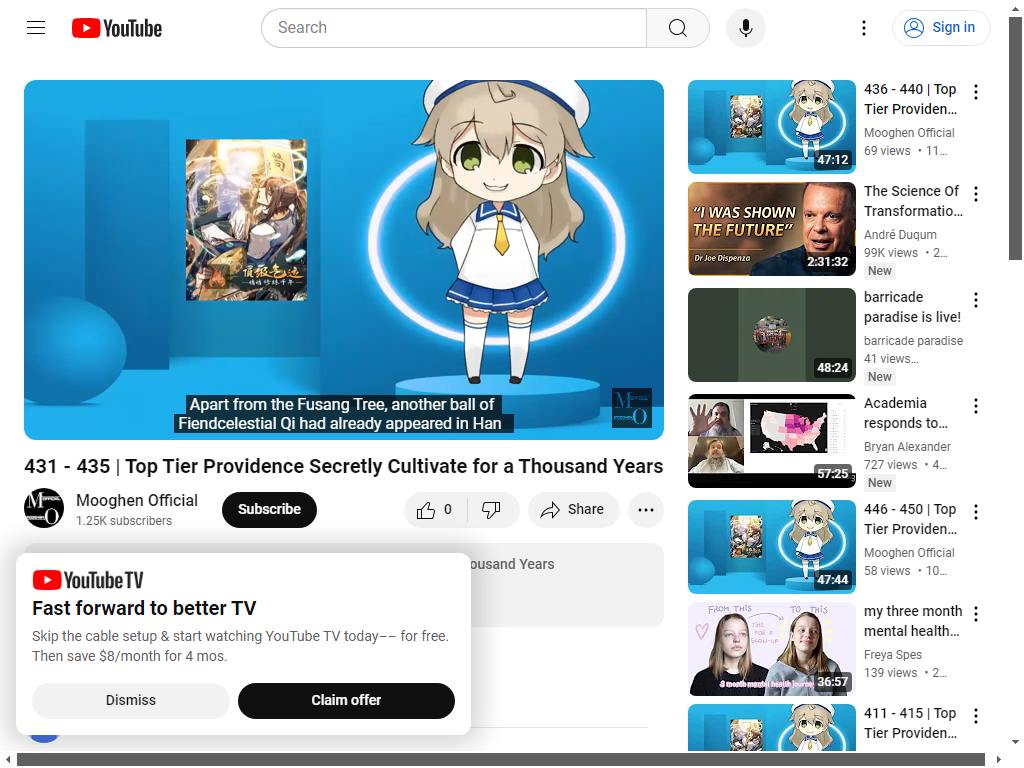 YouTube
Search
Sign in
Apart from the Fusang Tree, another ball of
Fiendcelestial Qi had already appeared in Han
431 - 435 | Top Tier Providence Secretly Cultivate for a Thousand Years
Mooghen Official
1.25K subscribers
Subscribe
0
Share
ousand Years
YouTube TV
Fast forward to better TV
Skip the cable setup & start watching YouTube TV today–– for free.
Then save $8/month for 4 mos.
Dismiss
Claim offer
47:12
436 - 440 | Top
Tier Providen...
Mooghen Official
69 views • 11...
"I WAS SHOWN
THE FUTURE"
Dr Joe Dispenza
2:31:32
The Science Of
Transformatio...
André Duqum
99K views • 2...
New
48:24
barricade
paradise is live!
barricade paradise
41 views...
New
57:25
Academia
responds to...
Bryan Alexander
727 views • 4...
New
47:44
446 - 450 | Top
Tier Providen...
Mooghen Official
58 views • 10...
FROM THIS
TO THIS
TIME
FOR A
GLOW-UP
3 month mental health journey
36:57
my three month
mental health...
Freya Spes
139 views • 2...
411 - 415 | Top
Tier Providen...